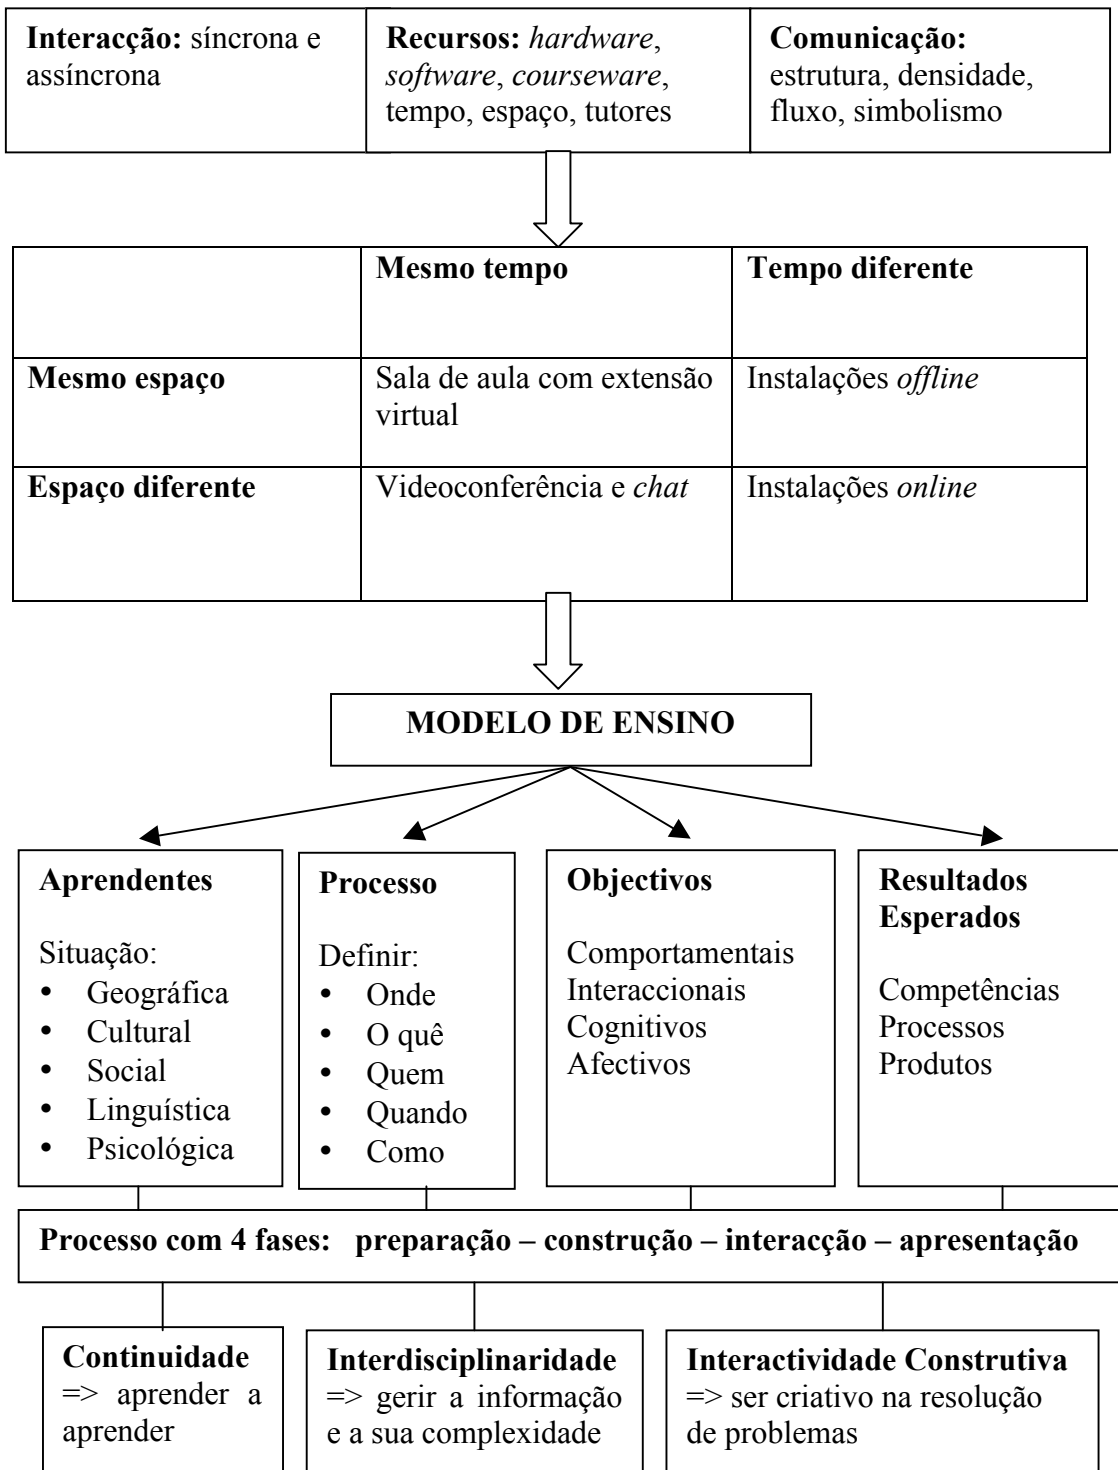 Interacção: síncrona e
assíncrona
Recursos: hardware,
software, courseware,
tempo, espaço, tutores
Comunicação:
estrutura, densidade,
fluxo, simbolismo
Mesmo tempo
Tempo diferente
Mesmo espaço
Sala de aula com extensão
virtual
Instalações offline
Espaço diferente
Videoconferência e chat
Instalações online
MODELO DE ENSINO
Aprendentes
Situação:
• Geográfica
• Cultural
• Social
• Linguística
• Psicológica
Processo
Definir:
• Onde
• O quê
• Quem
• Quando
• Como
Objectivos
Comportamentais
Interaccionais
Cognitivos
Afectivos
Resultados
Esperados
Competências
Processos
Produtos
Processo com 4 fases: preparação – construção – interacção – apresentação
Continuidade
=> aprender a
aprender
Interdisciplinaridade
=> gerir a informação
e a sua complexidade
Interactividade Construtiva
=> ser criativo na resolução
de problemas